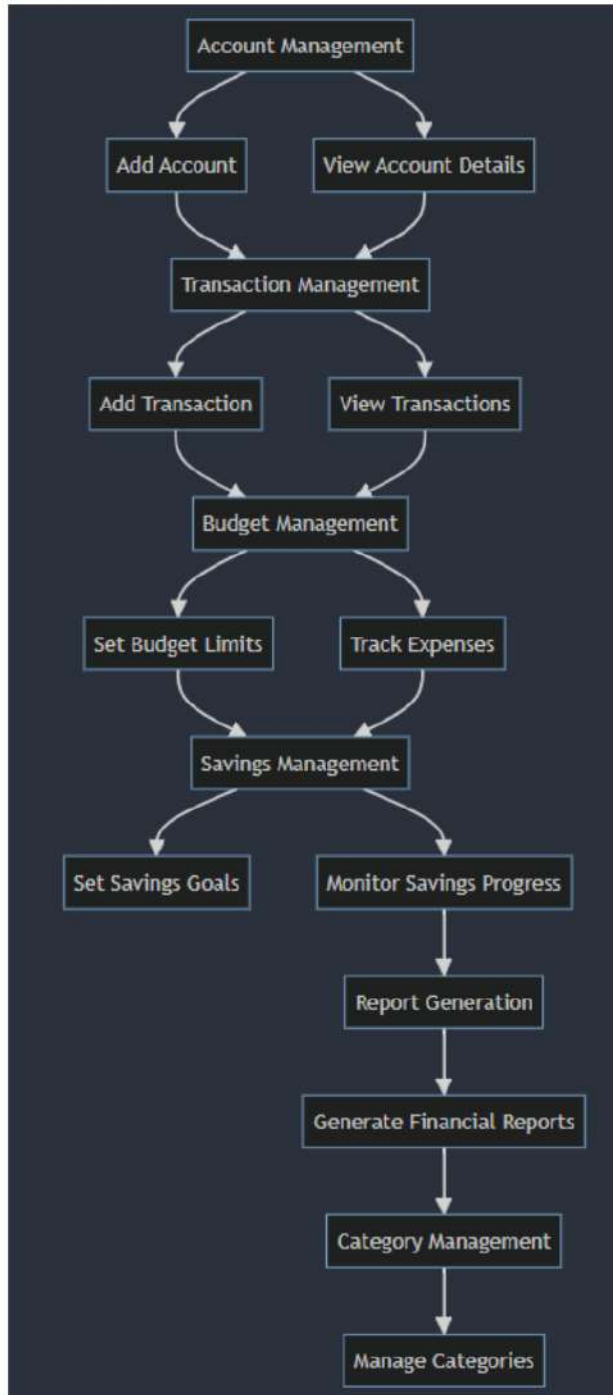 Account Management
Add Account
View Account Details
Transaction Management
Add Transaction
View Transactions
Budget Management
Set Budget Limits
Track Expenses
Savings Management
Set Savings Goals
Monitor Savings Progress
Report Generation
Generate Financial Reports
Category Management
Manage Categories